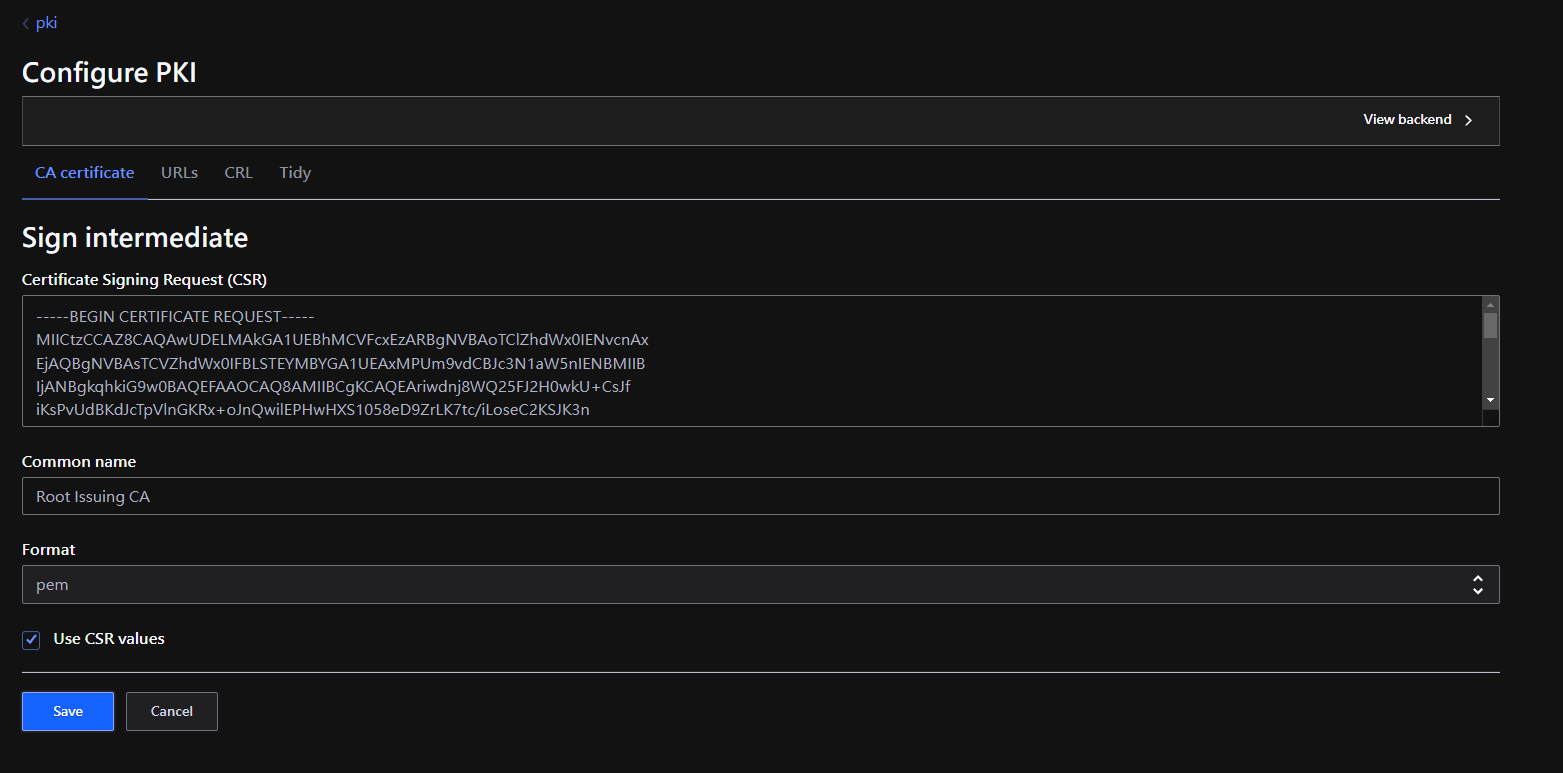 pki
Configure PKI
View backend
CA certificate URLs CRL Tidy
Sign intermediate
Certificate Signing Request (CSR)
-----BEGIN CERTIFICATE REQUEST-----
MIICtzCCAZ8CAQAwUDELMAkGA1UEBhMCVFcxEzARBgNVBAoTClZhdWx0IENvcnAx
EjAQBgNVBAsTCVZhdWx0IFBLSTEYMBYGA1UEAxMPUm9vdCBJc3N1aW5nIENBMIIB
IjANBgkqhkiG9w0BAQEFAAOCAQ8AMIIBCgKCAQEAriwdnj8WQ25FJ2H0wkU+CsJf
iKsPvUdBKdJcTpVlnGKRx+oJnQwilEPHwHXS1058eD9ZrLK7tc/iLoseC2KSJK3n
Common name
Root Issuing CA
Format
pem
Use CSR values
Save Cancel